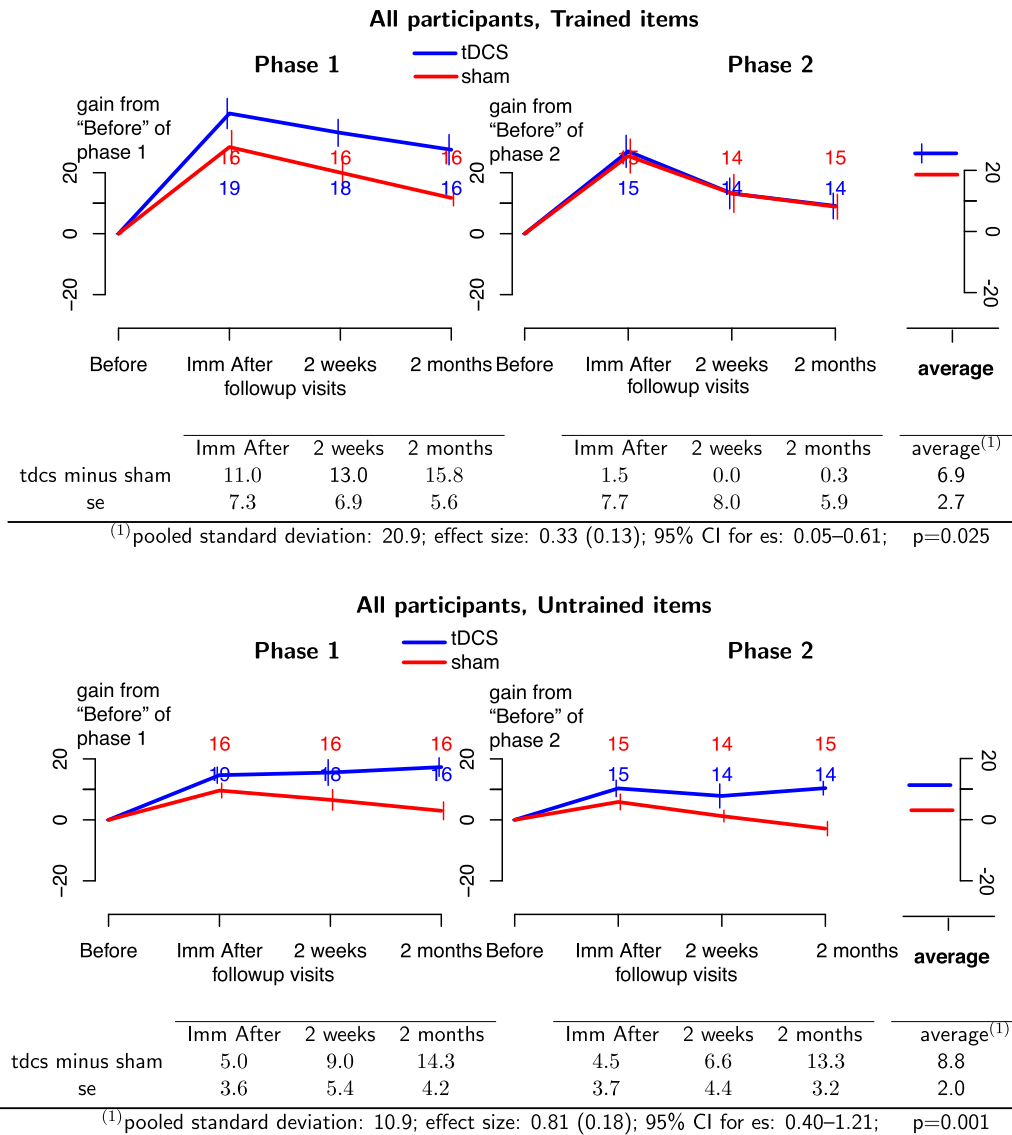 All participants, Trained items
Phase 1
tDCS
sham
Phase 2
gain from
“Before” of
phase 1
gain from
“Before” of
phase 2
20
0
−20
16
16
16
19
18
16
20
0
−20
15
14
15
15
14
14
20
0
-20
Before
Imm After
2 weeks
2 months
followup visits
Before
Imm After
2 weeks
2 months
followup visits
average
Imm After 2 weeks 2 months Imm After 2 weeks 2 months average(1)
tdcs minus sham 11.0 13.0 15.8 1.5 0.0 0.3 6.9
se 7.3 6.9 5.6 7.7 8.0 5.9 2.7
(1)pooled standard deviation: 20.9; effect size: 0.33 (0.13); 95% CI for es: 0.05–0.61; p=0.025
All participants, Untrained items
Phase 1
tDCS
sham
Phase 2
gain from
“Before” of
phase 1
gain from
“Before” of
phase 2
20
0
−20
16
16
16
19
18
16
20
0
−20
15
14
15
15
14
14
20
0
-20
Before
Imm After
2 weeks
2 months
followup visits
Before
Imm After
2 weeks
2 months
followup visits
average
Imm After 2 weeks 2 months Imm After 2 weeks 2 months average(1)
tdcs minus sham 5.0 9.0 14.3 4.5 6.6 13.3 8.8
se 3.6 5.4 4.2 3.7 4.4 3.2 2.0
(1)pooled standard deviation: 10.9; effect size: 0.81 (0.18); 95% CI for es: 0.40–1.21; p=0.001